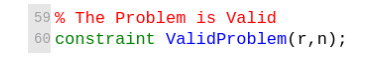 59 % The Problem is Valid
60 constraint ValidProblem(r,n);